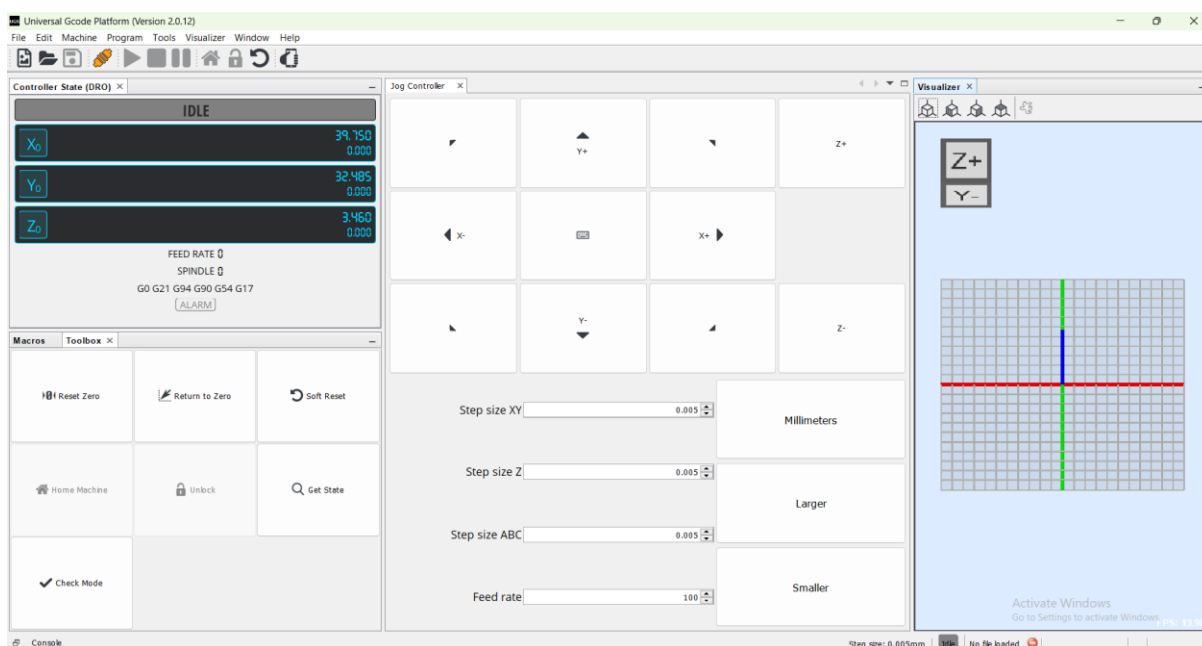 Universal Gcode Platform (Version 2.0.12)
File Edit Machine Program Tools Visualizer Window Help
Controller State (DRO)
IDLE
X0 39.750
0.000
Y0 32.485
0.000
Z0 3.460
0.000
FEED RATE 0
SPINDLE 0
G0 G21 G94 G90 G54 G17
ALARM
Macros Toolbox
Reset Zero
Return to Zero
Soft Reset
Home Machine
Unlock
Get State
Check Mode
Jog Controller
Y+
Z+
X-
X+
Y-
Z-
Step size XY 0.005
Millimeters
Step size Z 0.005
Larger
Step size ABC 0.005
Smaller
Feed rate 100
Visualizer
Z+
Y-
Activate Windows
Go to Settings to activate Windows.
Console
Step size: 0.005mm Idle No file loaded